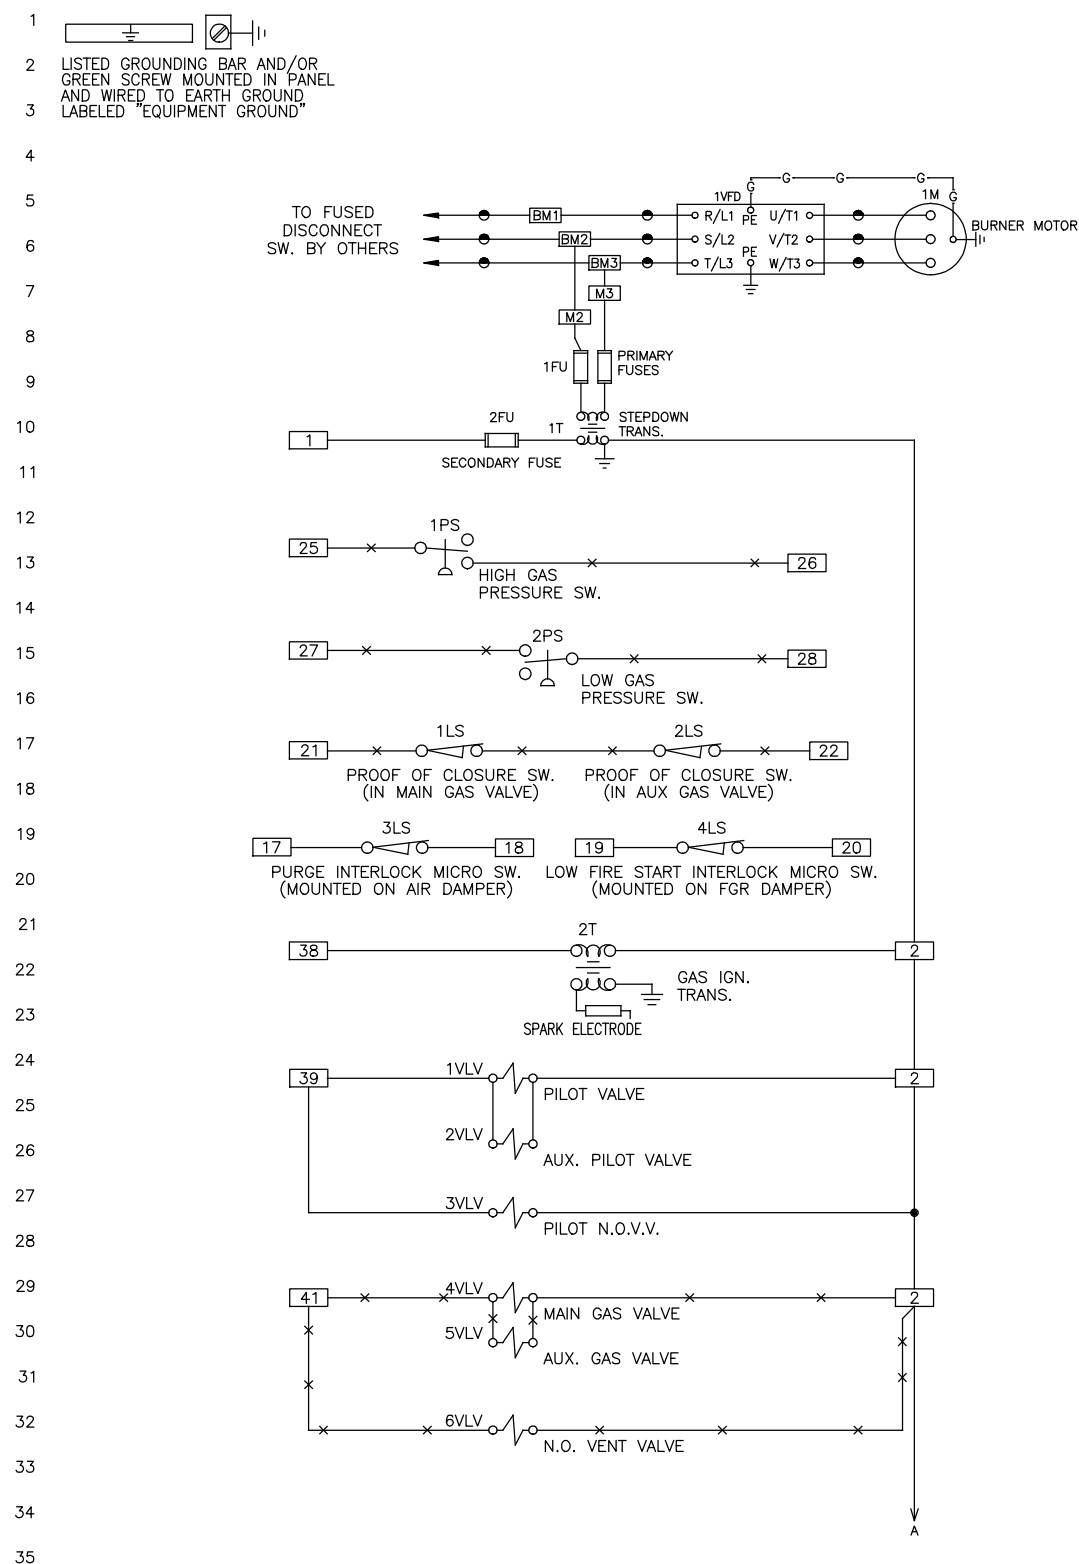 1
2 LISTED GROUNDING BAR AND/OR
GREEN SCREW MOUNTED IN PANEL
AND WIRED TO EARTH GROUND
3 LABELED "EQUIPMENT GROUND"
4
G G G
5
1VFD G 1M G
TO FUSED
DISCONNECT
SW. BY OTHERS
BM1 R/L1 PE U/T1
BURNER MOTOR
6
BM2 S/L2 V/T2
PE
BM3 T/L3 W/T3
7
M3
M2
8
1FU PRIMARY
FUSES
9
10
2FU 1T STEPDOWN
TRANS.
1
SECONDARY FUSE
11
12
1PS
25
13
26
HIGH GAS
PRESSURE SW.
14
15
2PS
27
28
LOW GAS
PRESSURE SW.
16
17
1LS 2LS
21 22
PROOF OF CLOSURE SW. PROOF OF CLOSURE SW.
18
(IN MAIN GAS VALVE) (IN AUX GAS VALVE)
19
3LS 4LS
17 18 19 20
PURGE INTERLOCK MICRO SW. LOW FIRE START INTERLOCK MICRO SW.
20
(MOUNTED ON AIR DAMPER) (MOUNTED ON FGR DAMPER)
21
2T
38 2
22
GAS IGN.
TRANS.
23
SPARK ELECTRODE
24
1VLV
39 2
PILOT VALVE
25
2VLV
26
AUX. PILOT VALVE
27
3VLV
PILOT N.O.V.V.
28
29
4VLV
41 2
MAIN GAS VALVE
30
5VLV
AUX. GAS VALVE
31
32
6VLV
N.O. VENT VALVE
33
34
A
35